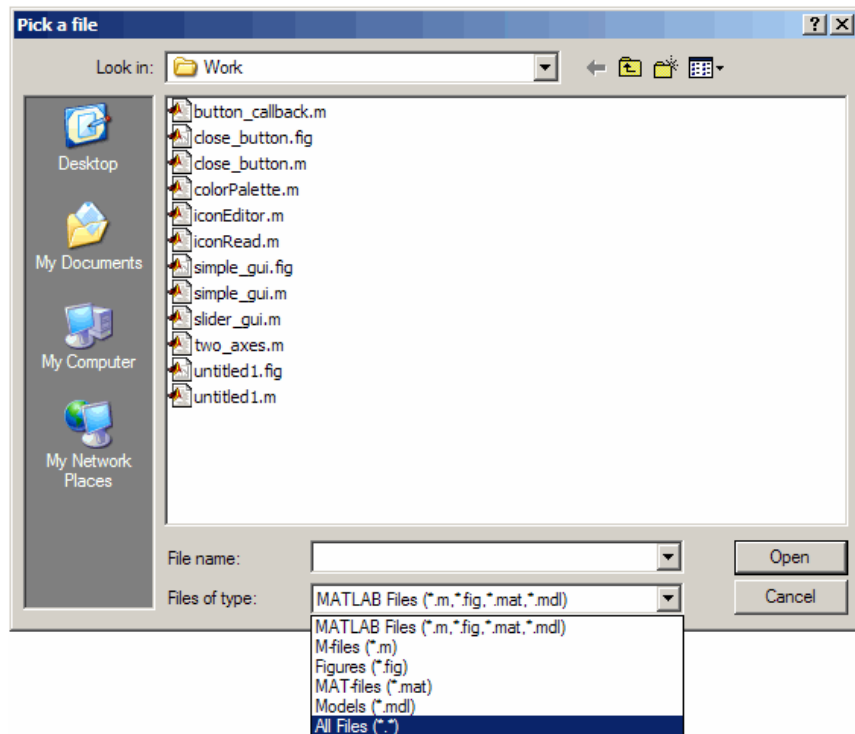 Pick a file
Look in: Work
Desktop
My Documents
My Computer
My Network
Places
button_callback.m
close_button.fig
close_button.m
colorPalette.m
iconEditor.m
iconRead.m
simple_gui.fig
simple_gui.m
slider_gui.m
two_axes.m
untitled1.fig
untitled1.m
File name:
Open
Files of type: MATLAB Files (*.m,*.fig,*.mat,*.mdl)
Cancel
MATLAB Files (*.m,*.fig,*.mat,*.mdl)
M-files (*.m)
Figures (*.fig)
MAT-files (*.mat)
Models (*.mdl)
All Files (*.*)